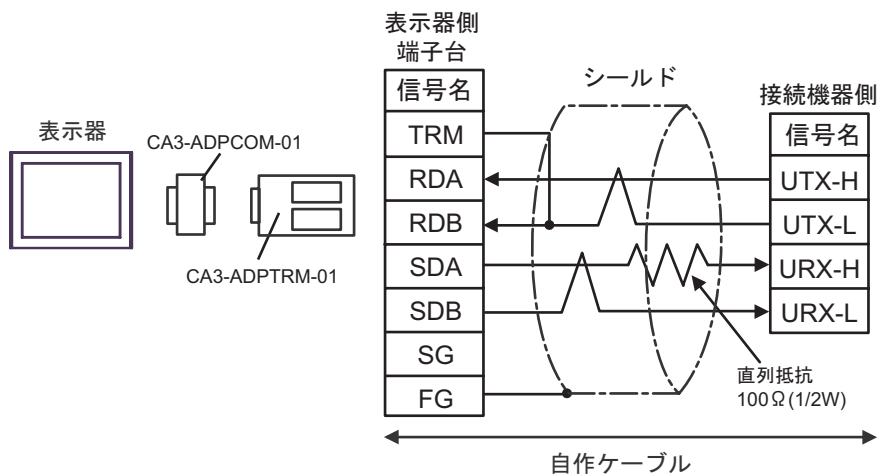 表示器
CA3-ADPCOM-01
CA3-ADPTRM-01
表示器側
端子台
信号名
TRM
RDA
RDB
SDA
SDB
SG
FG
シールド
接続機器側
信号名
UTX-H
UTX-L
URX-H
URX-L
直列抵抗
100Ω(1/2W)
自作ケーブル